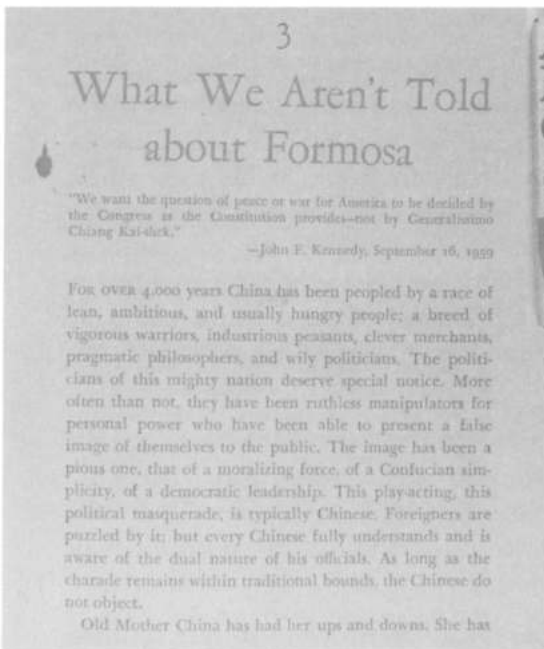 3
What We Aren't Told
about Formosa
"We want the question of peace or war for America to be decided by
the Congress as the Constitution provides—not by Generalissimo
Chiang Kai-shek."
—John F. Kennedy, September 16, 1959
FOR OVER 4,000 years China has been peopled by a race of
lean, ambitious, and usually hungry people; a breed of
vigorous warriors, industrious peasants, clever merchants,
pragmatic philosophers, and wily politicians. The politi-
cians of this mighty nation deserve special notice. More
often than not, they have been ruthless manipulators for
personal power who have been able to present a false
image of themselves to the public. The image has been a
pious one, that of a moralizing force, of a Confucian sim-
plicity, of a democratic leadership. This play-acting, this
political masquerade, is typically Chinese. Foreigners are
puzzled by it; but every Chinese fully understands and is
aware of the dual nature of his officials. As long as the
charade remains within traditional bounds, the Chinese do
not object.
Old Mother China has had her ups and downs. She has